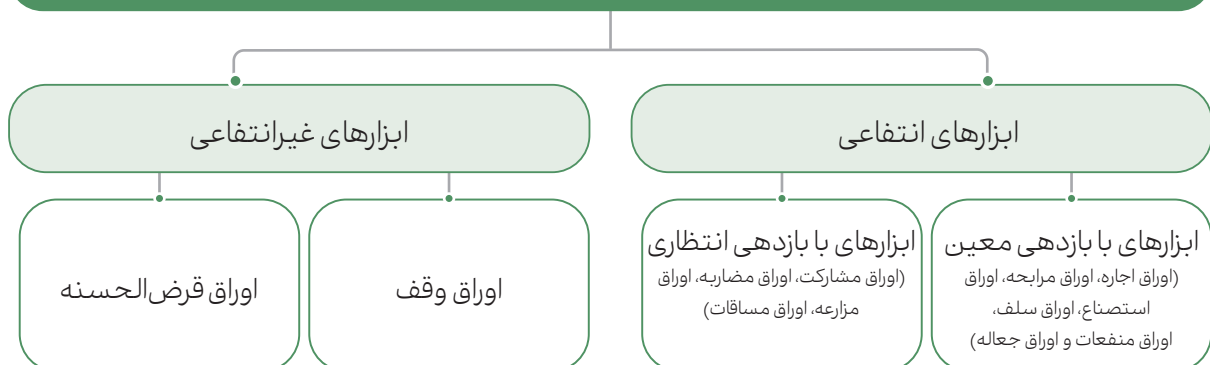 ابزارهای انتفاعی
ابزارهای غیرانتفاعی
ابزارهای با بازدهی معین
(اوراق اجاره، اوراق مرابحه، اوراق
استصناع، اوراق سلف،
اوراق منفعات و اوراق جعاله)
ابزارهای با بازدهی انتظاری
(اوراق مشارکت، اوراق مضاربه، اوراق
مزارعه، اوراق مساقات)
اوراق وقف
اوراق قرض‌الحسنه